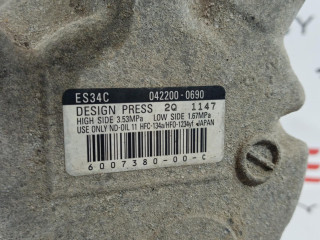 ES34C 042200-0690
DESIGN PRESS 2Q 1147
HIGH SIDE 3.53MPa LOW SIDE 1.67MPa
USE ONLY ND-OIL 11 HFC-134a/HFO-1234yf JAPAN
6007380-00-C